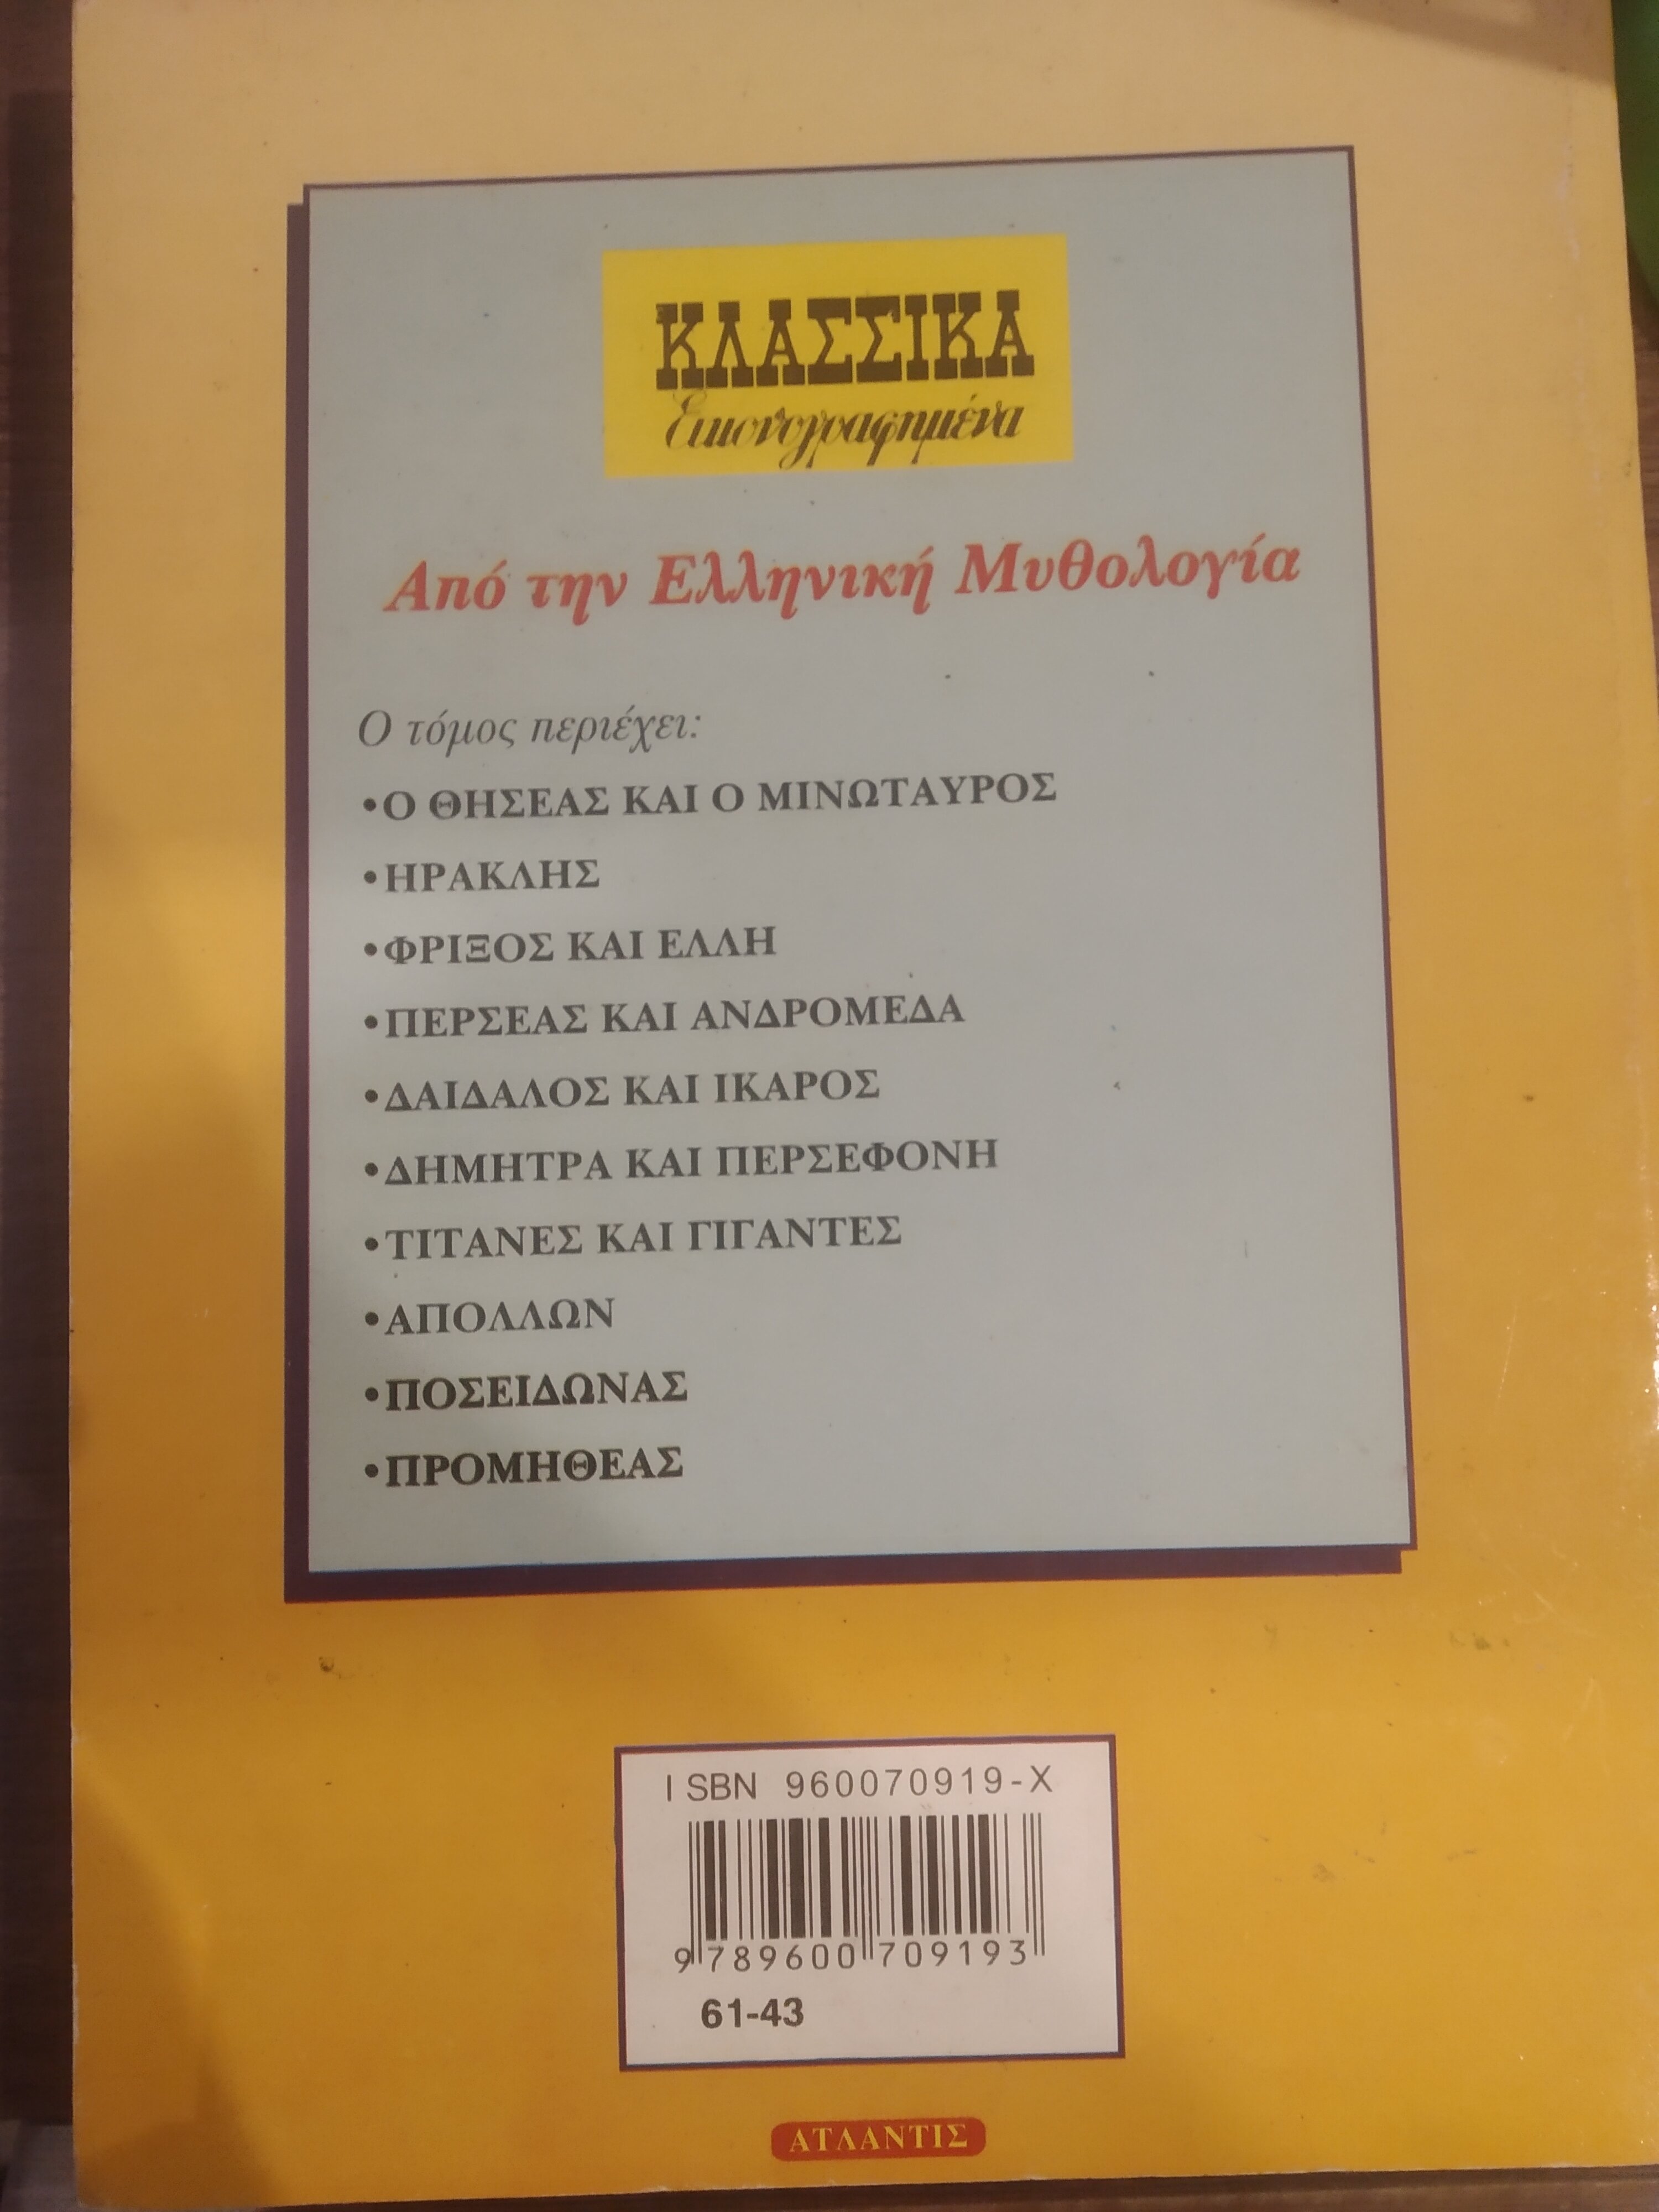 ΚΛΑΣΣΙΚΑ
Εικονογραφημένα
Από την Ελληνική Μυθολογία
Ο τόμος περιέχει:
•Ο ΘΗΣΕΑΣ ΚΑΙ Ο ΜΙΝΩΤΑΥΡΟΣ
•ΗΡΑΚΛΗΣ
•ΦΡΙΞΟΣ ΚΑΙ ΕΛΛΗ
•ΠΕΡΣΕΑΣ ΚΑΙ ΑΝΔΡΟΜΕΔΑ
•ΔΑΙΔΑΛΟΣ ΚΑΙ ΙΚΑΡΟΣ
•ΔΗΜΗΤΡΑ ΚΑΙ ΠΕΡΣΕΦΟΝΗ
•ΤΙΤΑΝΕΣ ΚΑΙ ΓΙΓΑΝΤΕΣ
•ΑΠΟΛΛΩΝ
•ΠΟΣΕΙΔΩΝΑΣ
•ΠΡΟΜΗΘΕΑΣ
ISBN 960070919-X
9 789600 709193
61-43
ΑΤΛΑΝΤΙΣ